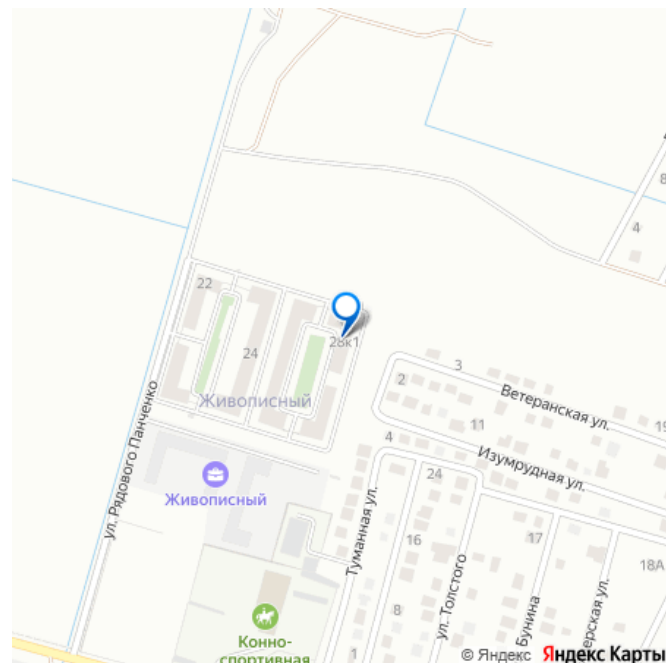 8
4
22
28к1
24
Живописный
3
2
Ветеранская ул.
19
11
Изумрудная ул.
4
24
ул. Рядового Панченко
Живописный
Туманная ул.
16
17
18А
ул. Толстого
8
Бунина
1
Конно-
спортивная
© Яндекс Яндекс Карты